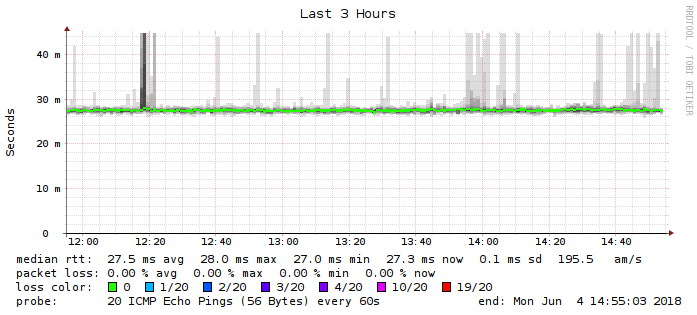 Last 3 Hours
RRDTOOL / TOBI OETIKER
Seconds
40 m
30 m
20 m
10 m
0
12:00 12:20 12:40 13:00 13:20 13:40 14:00 14:20 14:40
median rtt: 27.5 ms avg 28.0 ms max 27.0 ms min 27.3 ms now 0.1 ms sd 195.5 am/s
packet loss: 0.00 % avg 0.00 % max 0.00 % min 0.00 % now
loss color: 0 1/20 2/20 3/20 4/20 10/20 19/20
probe: 20 ICMP Echo Pings (56 Bytes) every 60s end: Mon Jun 4 14:55:03 2018